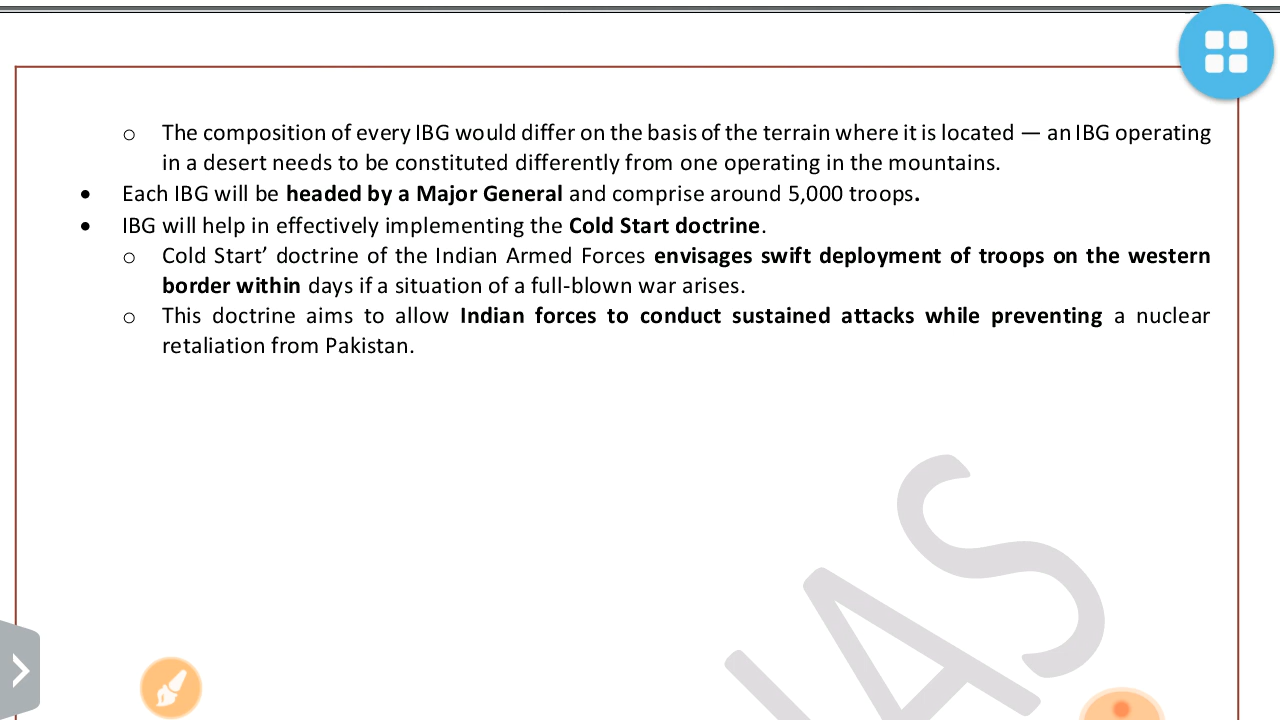 ○ The composition of every IBG would differ on the basis of the terrain where it is located — an IBG operating
in a desert needs to be constituted differently from one operating in the mountains.
• Each IBG will be headed by a Major General and comprise around 5,000 troops.
• IBG will help in effectively implementing the Cold Start doctrine.
○ Cold Start’ doctrine of the Indian Armed Forces envisages swift deployment of troops on the western
border within days if a situation of a full-blown war arises.
○ This doctrine aims to allow Indian forces to conduct sustained attacks while preventing a nuclear
retaliation from Pakistan.
IAS